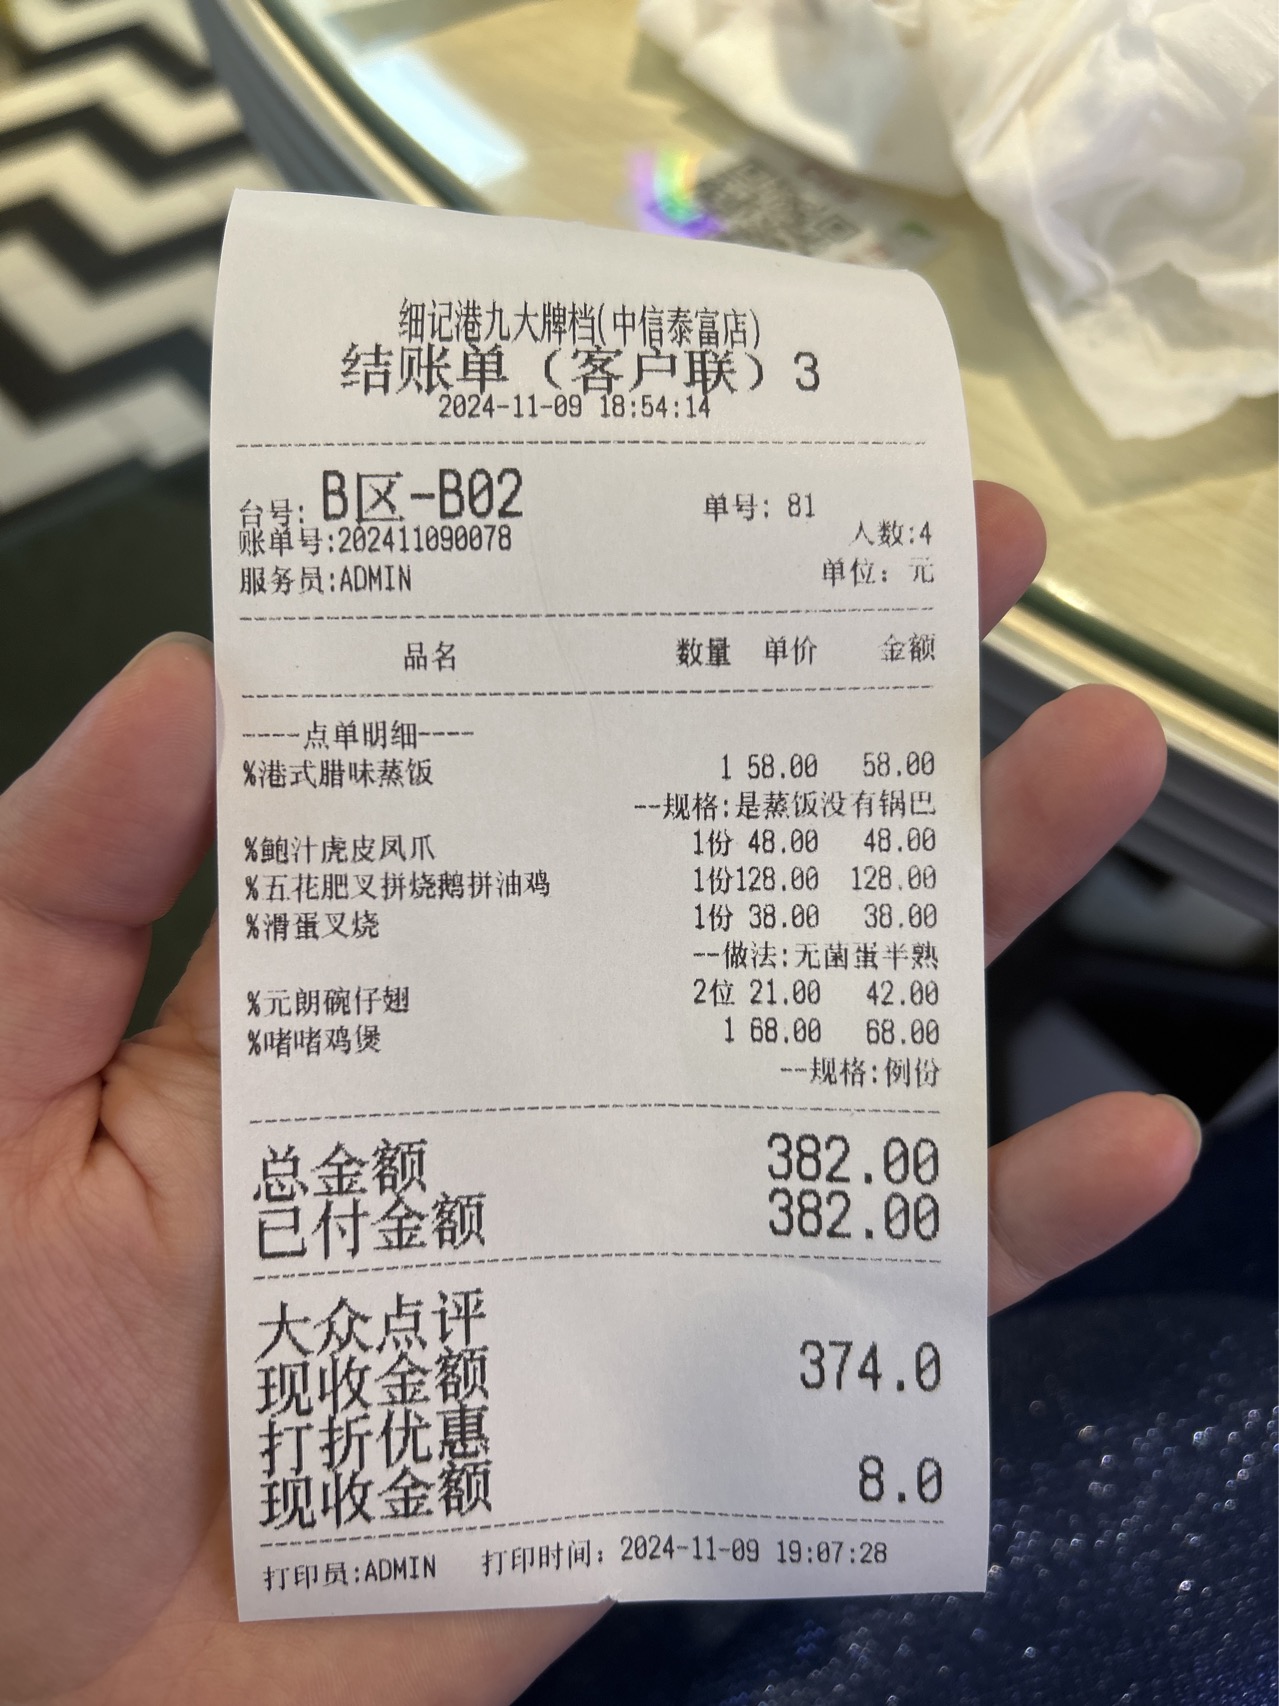 细记港九大牌档(中信泰富店)
结账单（客户联）3
2024-11-09 18:54:14
台号: B区-B02 单号: 81
账单号:202411090078 人数:4
服务员:ADMIN 单位: 元
品名 数量 单价 金额
----点单明细----
%港式腊味蒸饭 1 58.00 58.00
--规格:是蒸饭没有锅巴
%鲍汁虎皮凤爪 1份 48.00 48.00
%五花肥叉拼烧鹅拼油鸡 1份128.00 128.00
%滑蛋叉烧 1份 38.00 38.00
--做法:无菌蛋半熟
%元朗碗仔翅 2位 21.00 42.00
%啫啫鸡煲 1 68.00 68.00
--规格:例份
总金额 382.00
已付金额 382.00
大众点评
现收金额 374.0
打折优惠
现收金额 8.0
打印员:ADMIN 打印时间: 2024-11-09 19:07:28